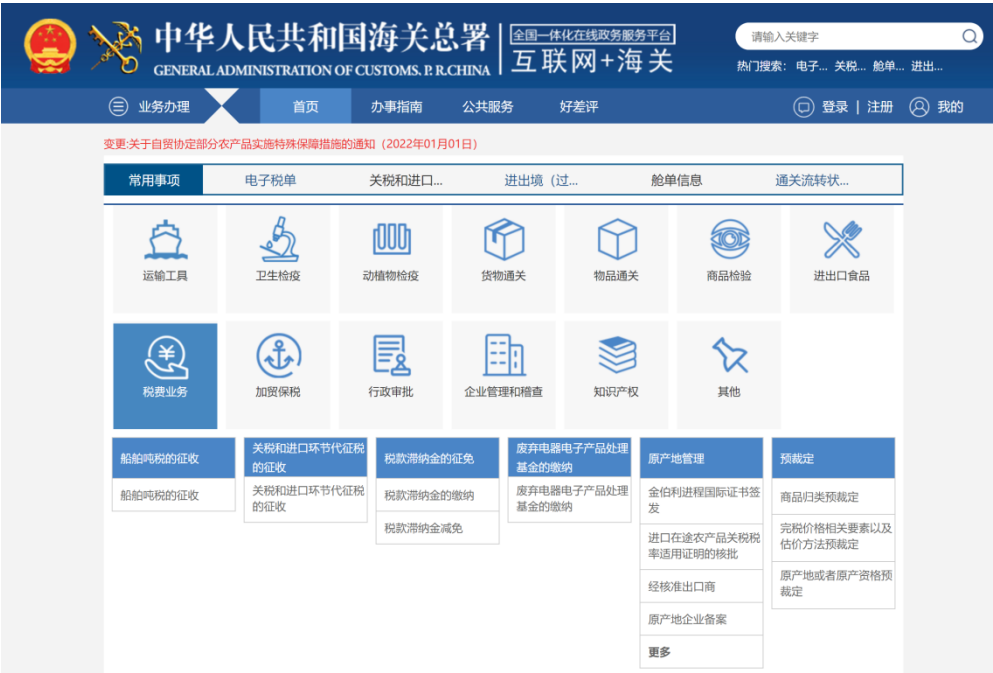 中华人民共和国海关总署
GENERAL ADMINISTRATION OF CUSTOMS. P. R.CHINA
全国一体化在线政务服务平台
互联网+海关
请输入关键字
热门搜索: 电子... 关税... 舱单... 进出...
业务办理
首页
办事指南
公共服务
好差评
登录 | 注册
我的
变更:关于自贸协定部分农产品实施特殊保障措施的通知（2022年01月01日）
常用事项
电子税单
关税和进口...
进出境（过...
舱单信息
通关流转状...
运输工具
卫生检疫
动植物检疫
货物通关
物品通关
商品检验
进出口食品
税费业务
加贸保税
行政审批
企业管理和稽查
知识产权
其他
船舶吨税的征收
船舶吨税的征收
关税和进口环节代征税
的征收
关税和进口环节代征税
的征收
税款滞纳金的征免
税款滞纳金的缴纳
税款滞纳金减免
废弃电器电子产品处理
基金的缴纳
废弃电器电子产品处理
基金的缴纳
原产地管理
金伯利进程国际证书签
发
进口在途农产品关税税
率适用证明的核批
经核准出口商
原产地企业备案
更多
预裁定
商品归类预裁定
完税价格相关要素以及
估价方法预裁定
原产地或者原产资格预
裁定